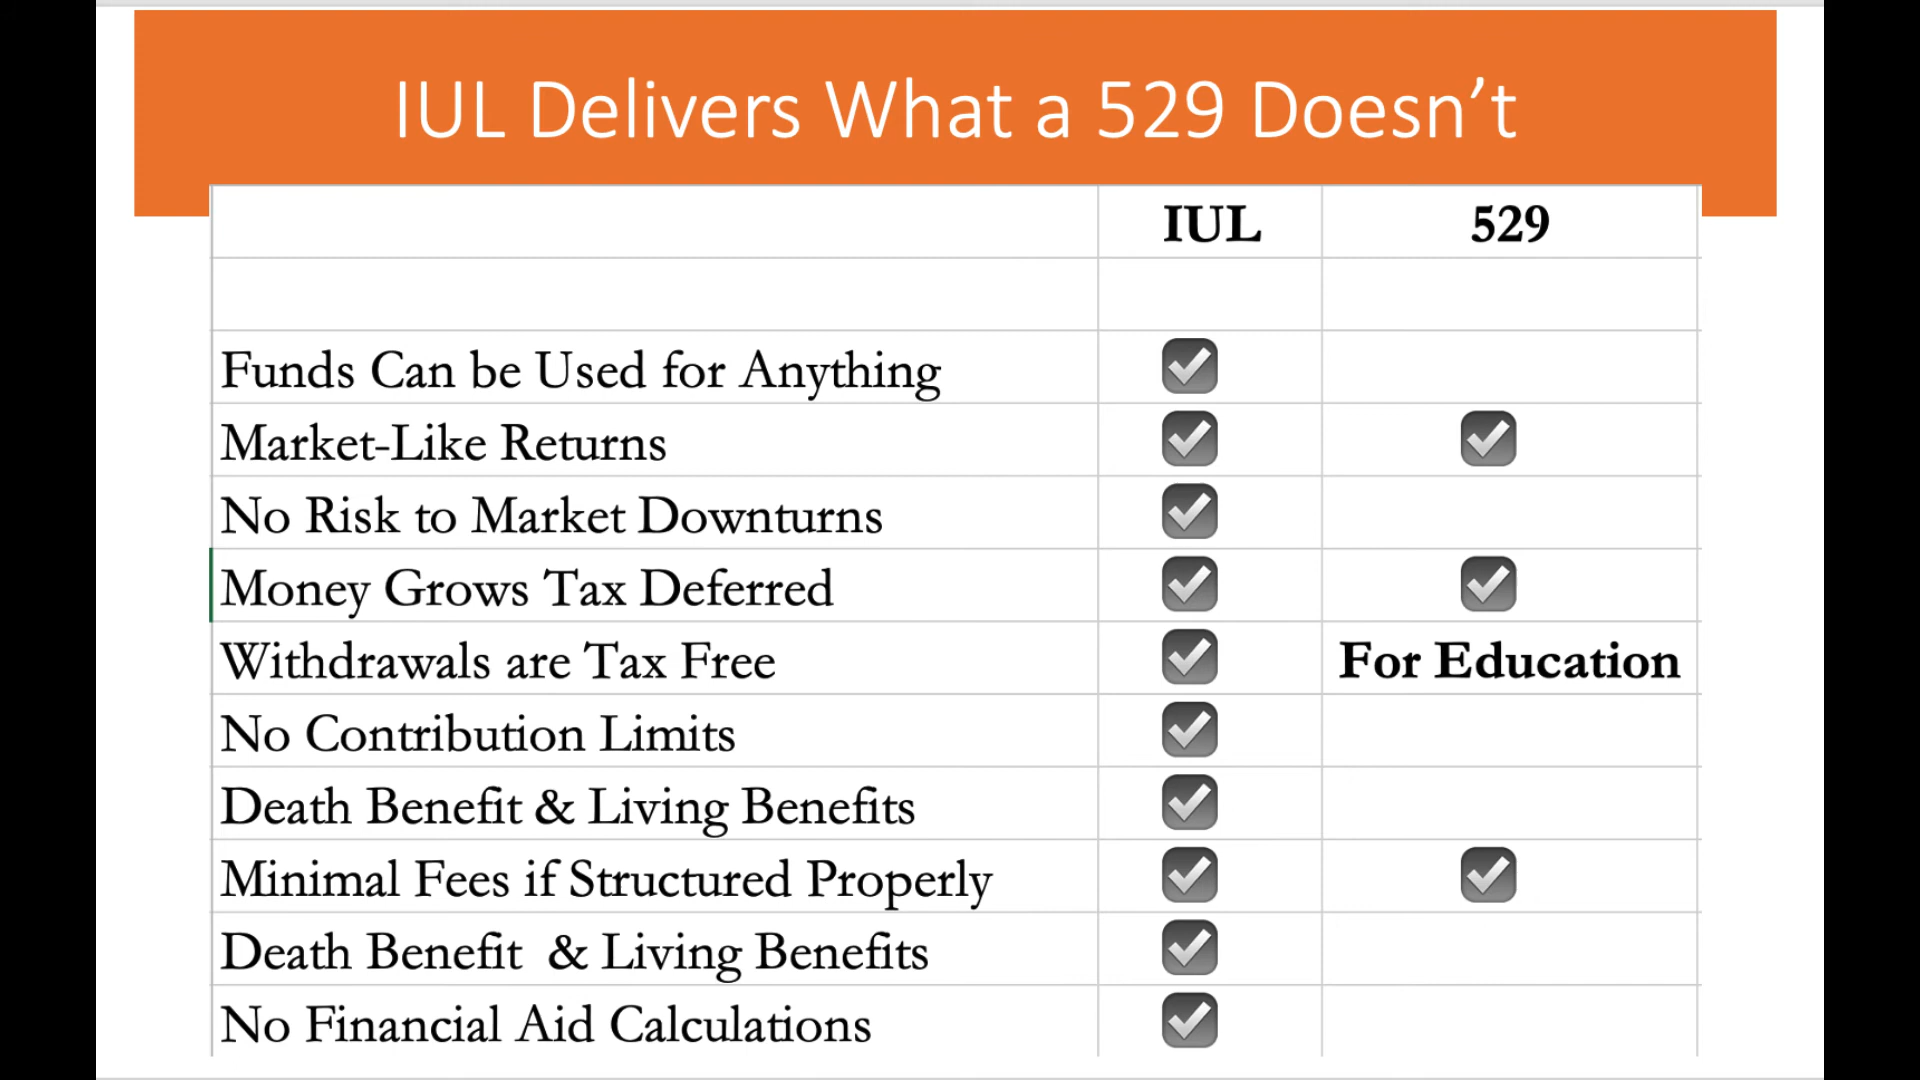 IUL Delivers What a 529 Doesn’t
IUL 529
Funds Can be Used for Anything
Market-Like Returns
No Risk to Market Downturns
Money Grows Tax Deferred
Withdrawals are Tax Free For Education
No Contribution Limits
Death Benefit & Living Benefits
Minimal Fees if Structured Properly
Death Benefit & Living Benefits
No Financial Aid Calculations